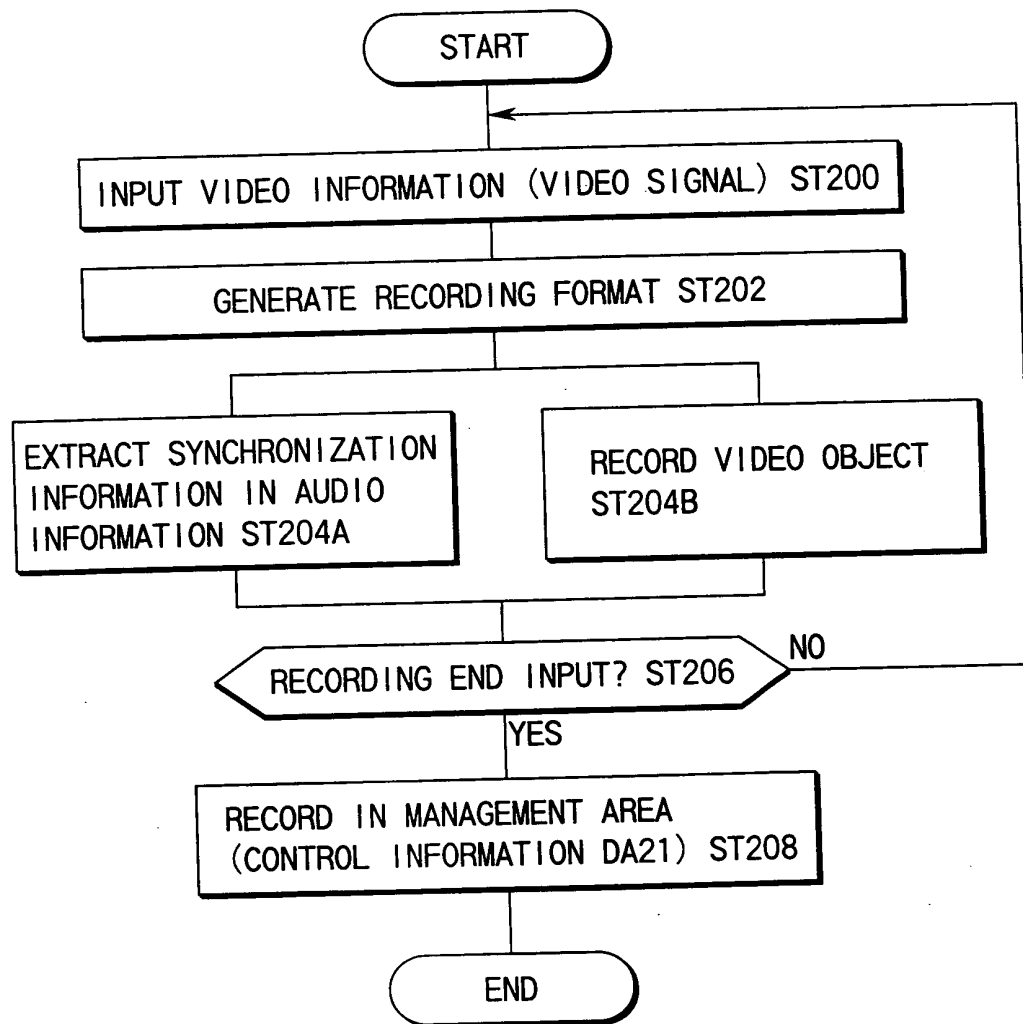 START
INPUT VIDEO INFORMATION (VIDEO SIGNAL) ST200
GENERATE RECORDING FORMAT ST202
EXTRACT SYNCHRONIZATION
INFORMATION IN AUDIO
INFORMATION ST204A
RECORD VIDEO OBJECT
ST204B
RECORDING END INPUT? ST206
NO
YES
RECORD IN MANAGEMENT AREA
(CONTROL INFORMATION DA21) ST208
END